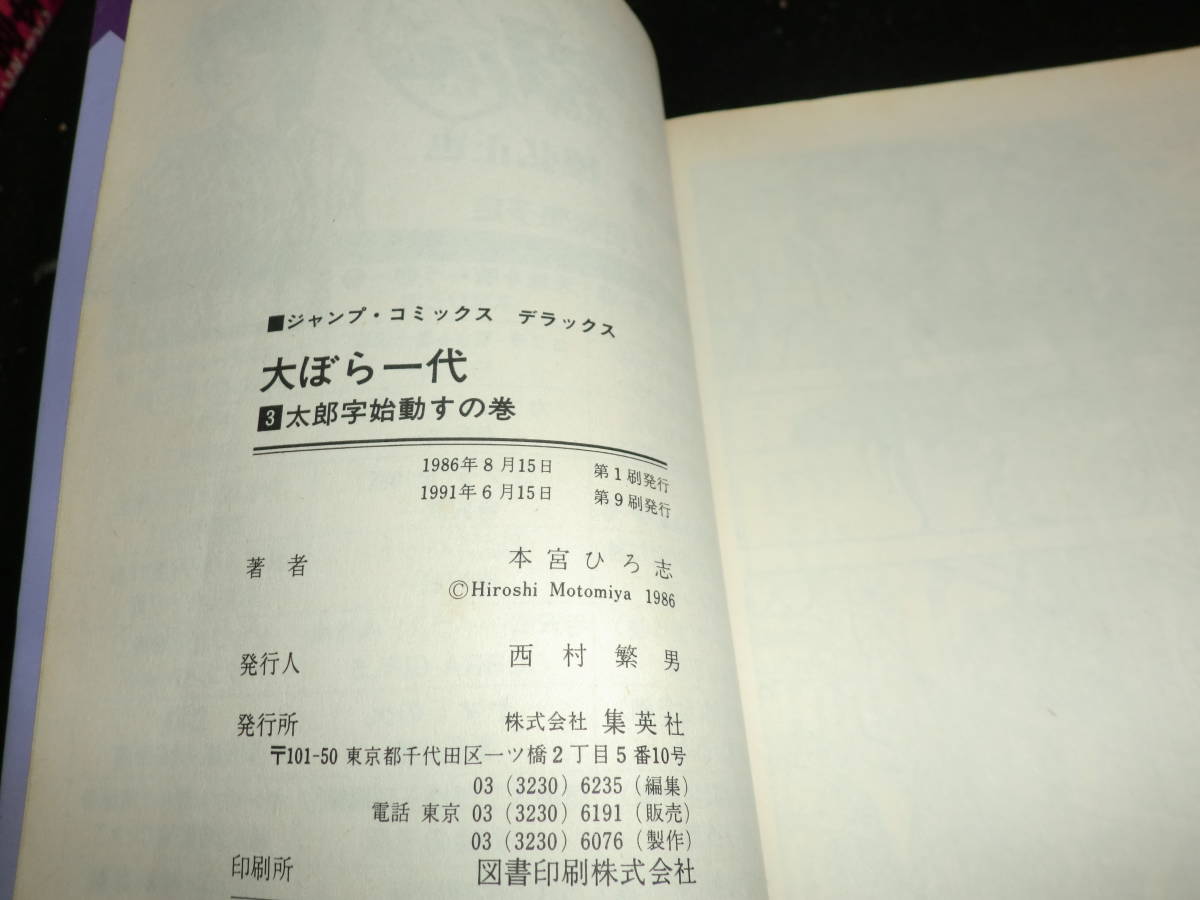 ■ジャンプ・コミックス デラックス
大ぼら一代
3 太郎字始動すの巻
1986年8月15日 第1刷発行
1991年6月15日 第9刷発行
著者 本宮ひろ志
©Hiroshi Motomiya 1986
発行人 西村繁男
発行所 株式会社 集英社
〒101-50 東京都千代田区一ツ橋2丁目5番10号
03 (3230) 6235 (編集)
電話 東京 03 (3230) 6191 (販売)
03 (3230) 6076 (製作)
印刷所 図書印刷株式会社